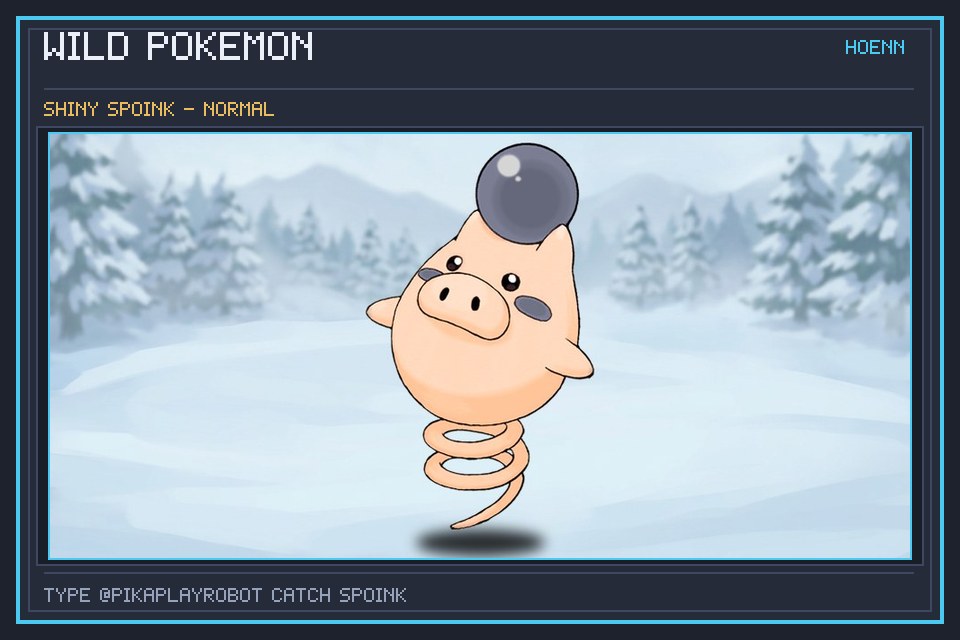 WILD POKEMON
HOENN
SHINY SPOINK - NORMAL
TYPE @PIKAPLAYROBOT CATCH SPOINK